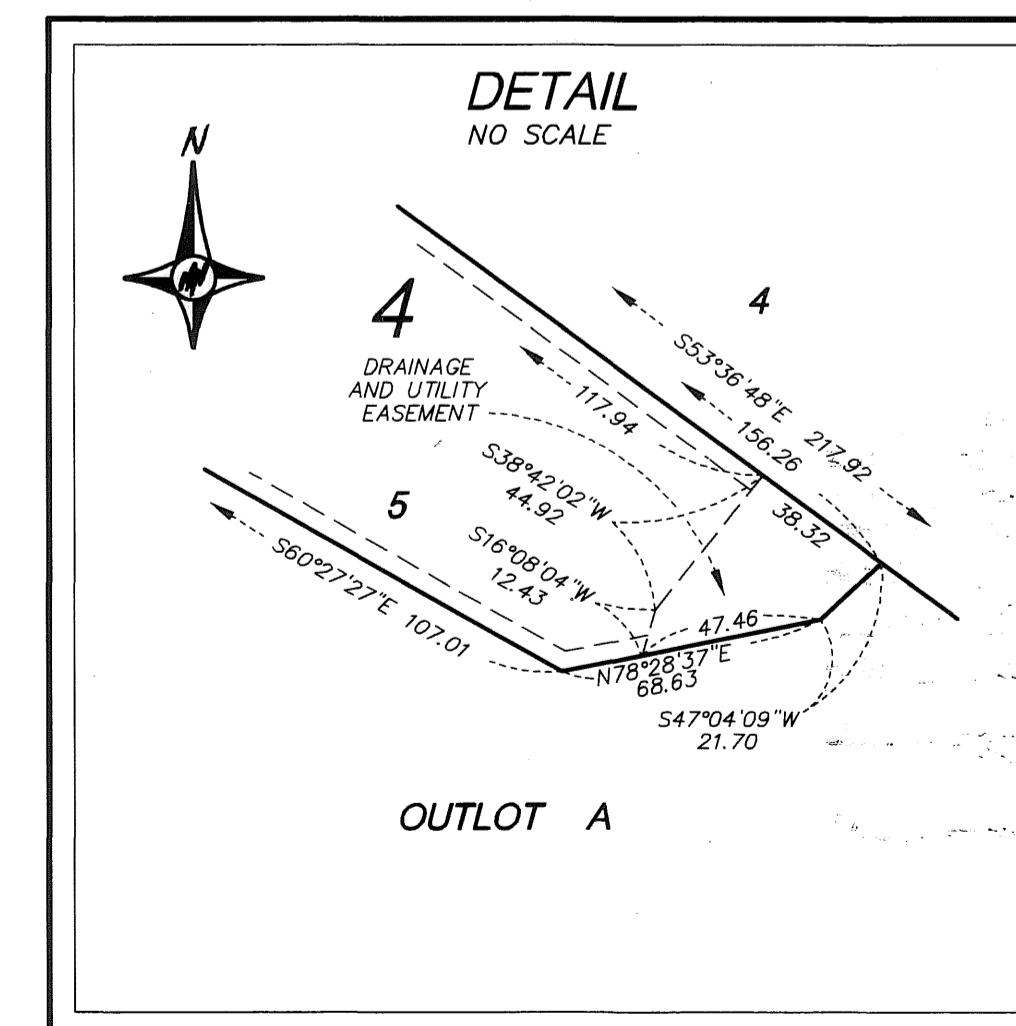 DETAIL
NO SCALE
N
4
4
DRAINAGE
AND UTILITY
EASEMENT
S53°36'48"E 217.92
117.94
156.26
S38°42'02"W
44.92
38.32
5
S16°08'04"W
12.43
S60°27'27"E 107.01
47.46
N78°28'37"E
68.63
S47°04'09"W
21.70
OUTLOT A